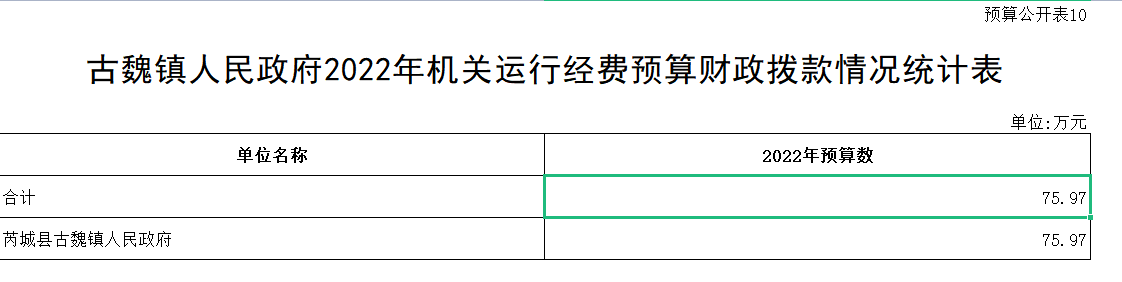 预算公开表10
古魏镇人民政府2022年机关运行经费预算财政拨款情况统计表
单位:万元
单位名称 2022年预算数
合计 75.97
芮城县古魏镇人民政府 75.97